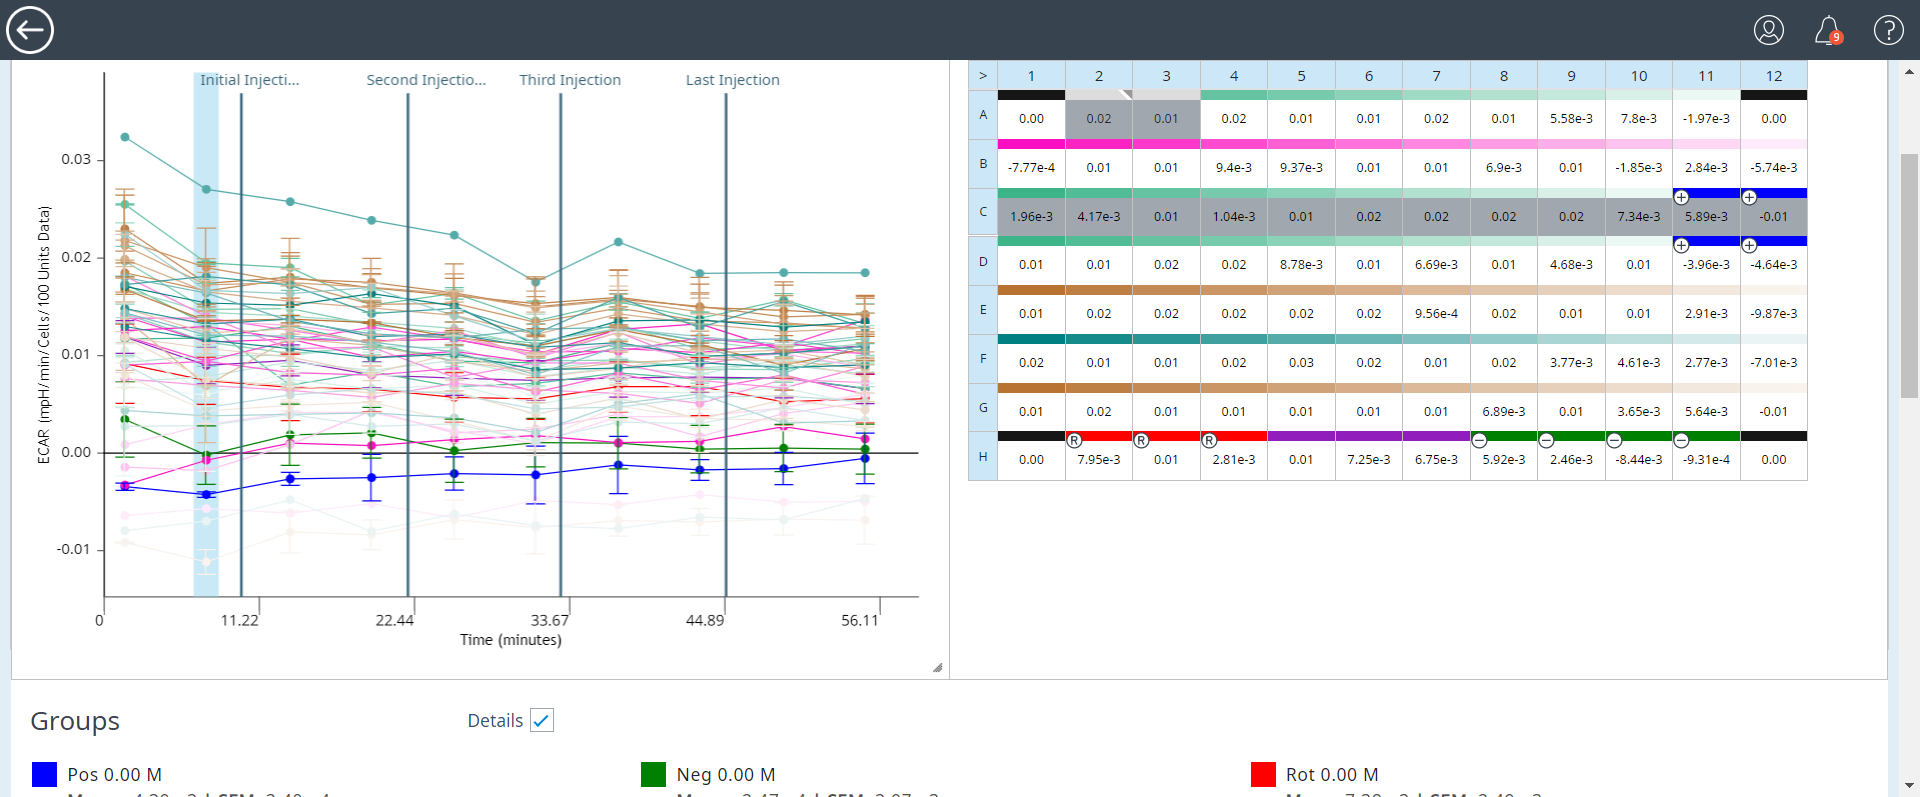 9
?
Initial Injecti...
Second Injectio...
Third Injection
Last Injection
ECAR (mpH/min/Cells/100 Units Data)
0.03
0.02
0.01
0.00
-0.01
0 11.22 22.44 33.67 44.89 56.11
Time (minutes)
> 1 2 3 4 5 6 7 8 9 10 11 12
A 0.00 0.02 0.01 0.02 0.01 0.01 0.02 0.01 5.58e-3 7.8e-3 -1.97e-3 0.00
B -7.77e-4 0.01 0.01 9.4e-3 9.37e-3 0.01 0.01 6.9e-3 0.01 -1.85e-3 2.84e-3 -5.74e-3
+ +
C 1.96e-3 4.17e-3 0.01 1.04e-3 0.01 0.02 0.02 0.02 0.02 7.34e-3 5.89e-3 -0.01
+ +
D 0.01 0.01 0.02 0.02 8.78e-3 0.01 6.69e-3 0.01 4.68e-3 0.01 -3.96e-3 -4.64e-3
E 0.01 0.02 0.02 0.02 0.02 0.02 9.56e-4 0.02 0.01 0.01 2.91e-3 -9.87e-3
F 0.02 0.01 0.01 0.02 0.03 0.02 0.01 0.02 3.77e-3 4.61e-3 2.77e-3 -7.01e-3
G 0.01 0.02 0.01 0.01 0.01 0.01 0.01 6.89e-3 0.01 3.65e-3 5.64e-3 -0.01
R R R − − − −
H 0.00 7.95e-3 0.01 2.81e-3 0.01 7.25e-3 6.75e-3 5.92e-3 2.46e-3 -8.44e-3 -9.31e-4 0.00
Groups
Details
Pos 0.00 M
Neg 0.00 M
Rot 0.00 M